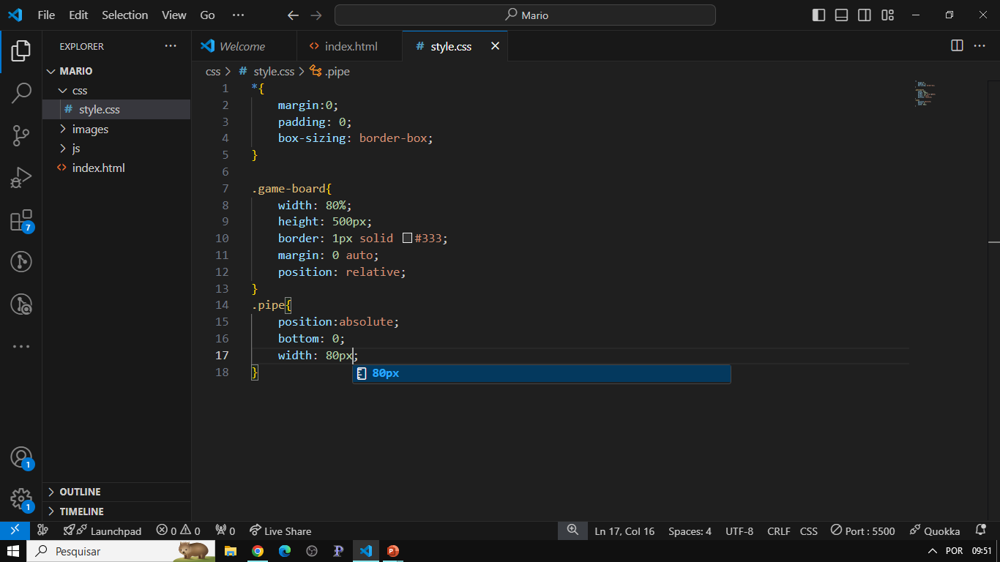 File Edit Selection View Go ··· Mario
EXPLORER ···
Welcome index.html # style.css
MARIO
css
# style.css
images
js
index.html
css > # style.css > .pipe
1 *{
2 margin:0;
3 padding: 0;
4 box-sizing: border-box;
5 }
6
7 .game-board{
8 width: 80%;
9 height: 500px;
10 border: 1px solid #333;
11 margin: 0 auto;
12 position: relative;
13 }
14 .pipe{
15 position:absolute;
16 bottom: 0;
17 width: 80px;
18 }
80px
7
1
1
OUTLINE
TIMELINE
Launchpad 0 0 0 Live Share Ln 17, Col 16 Spaces: 4 UTF-8 CRLF CSS Port : 5500 Quokka
Pesquisar POR 09:51